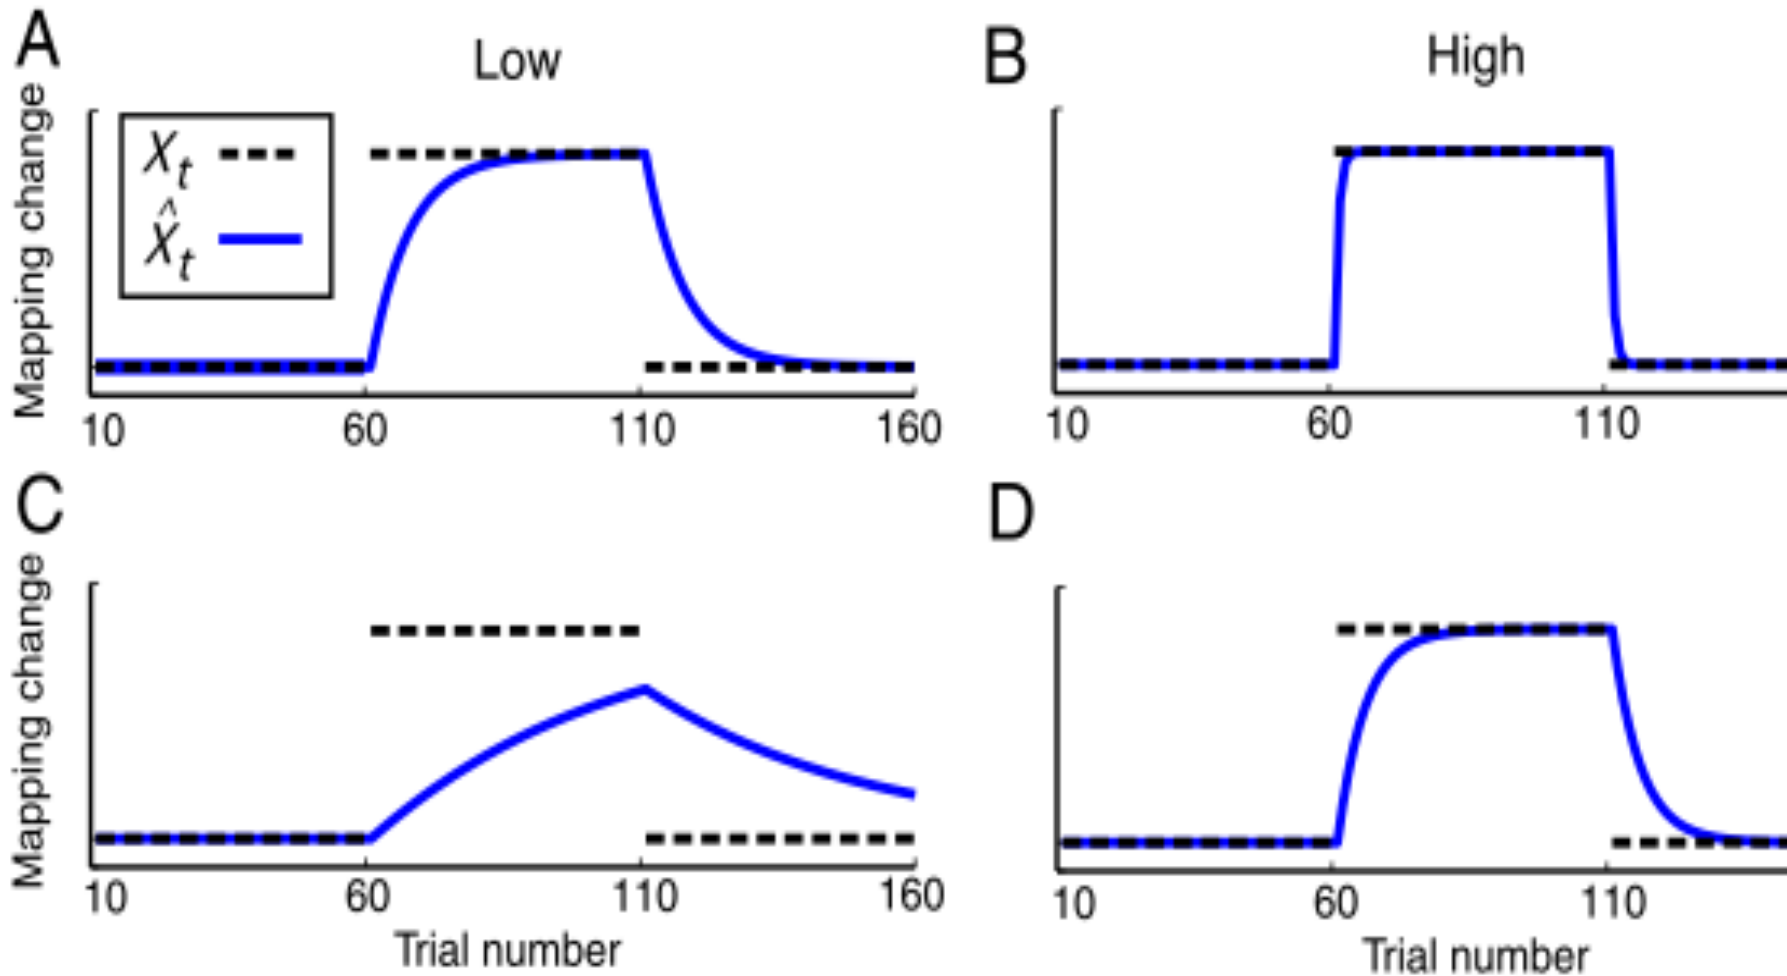 A
Low
Mapping change
X_t
X̂_t
10 60 110 160
B
High
10 60 110
C
Mapping change
10 60 110 160
Trial number
D
10 60 110
Trial number